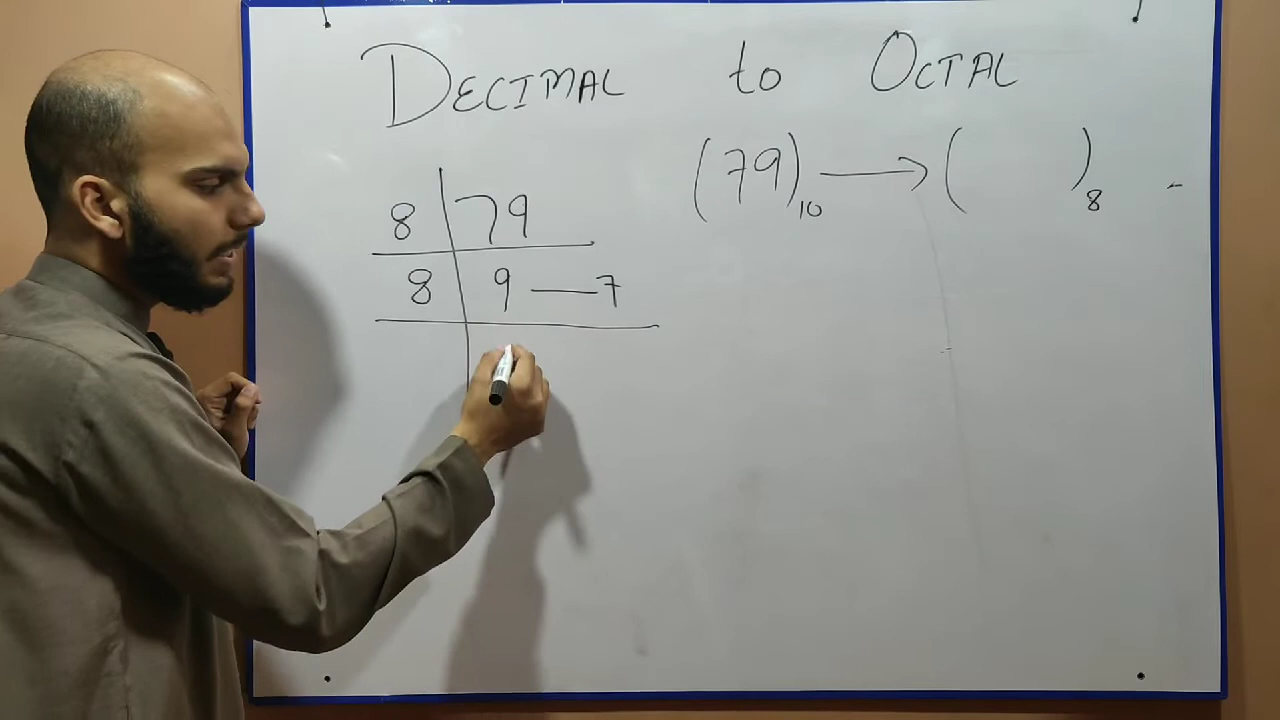 DECIMAL to OCTAL
(79)10 → (    )8 -
8 | 79
8 | 9 — 7